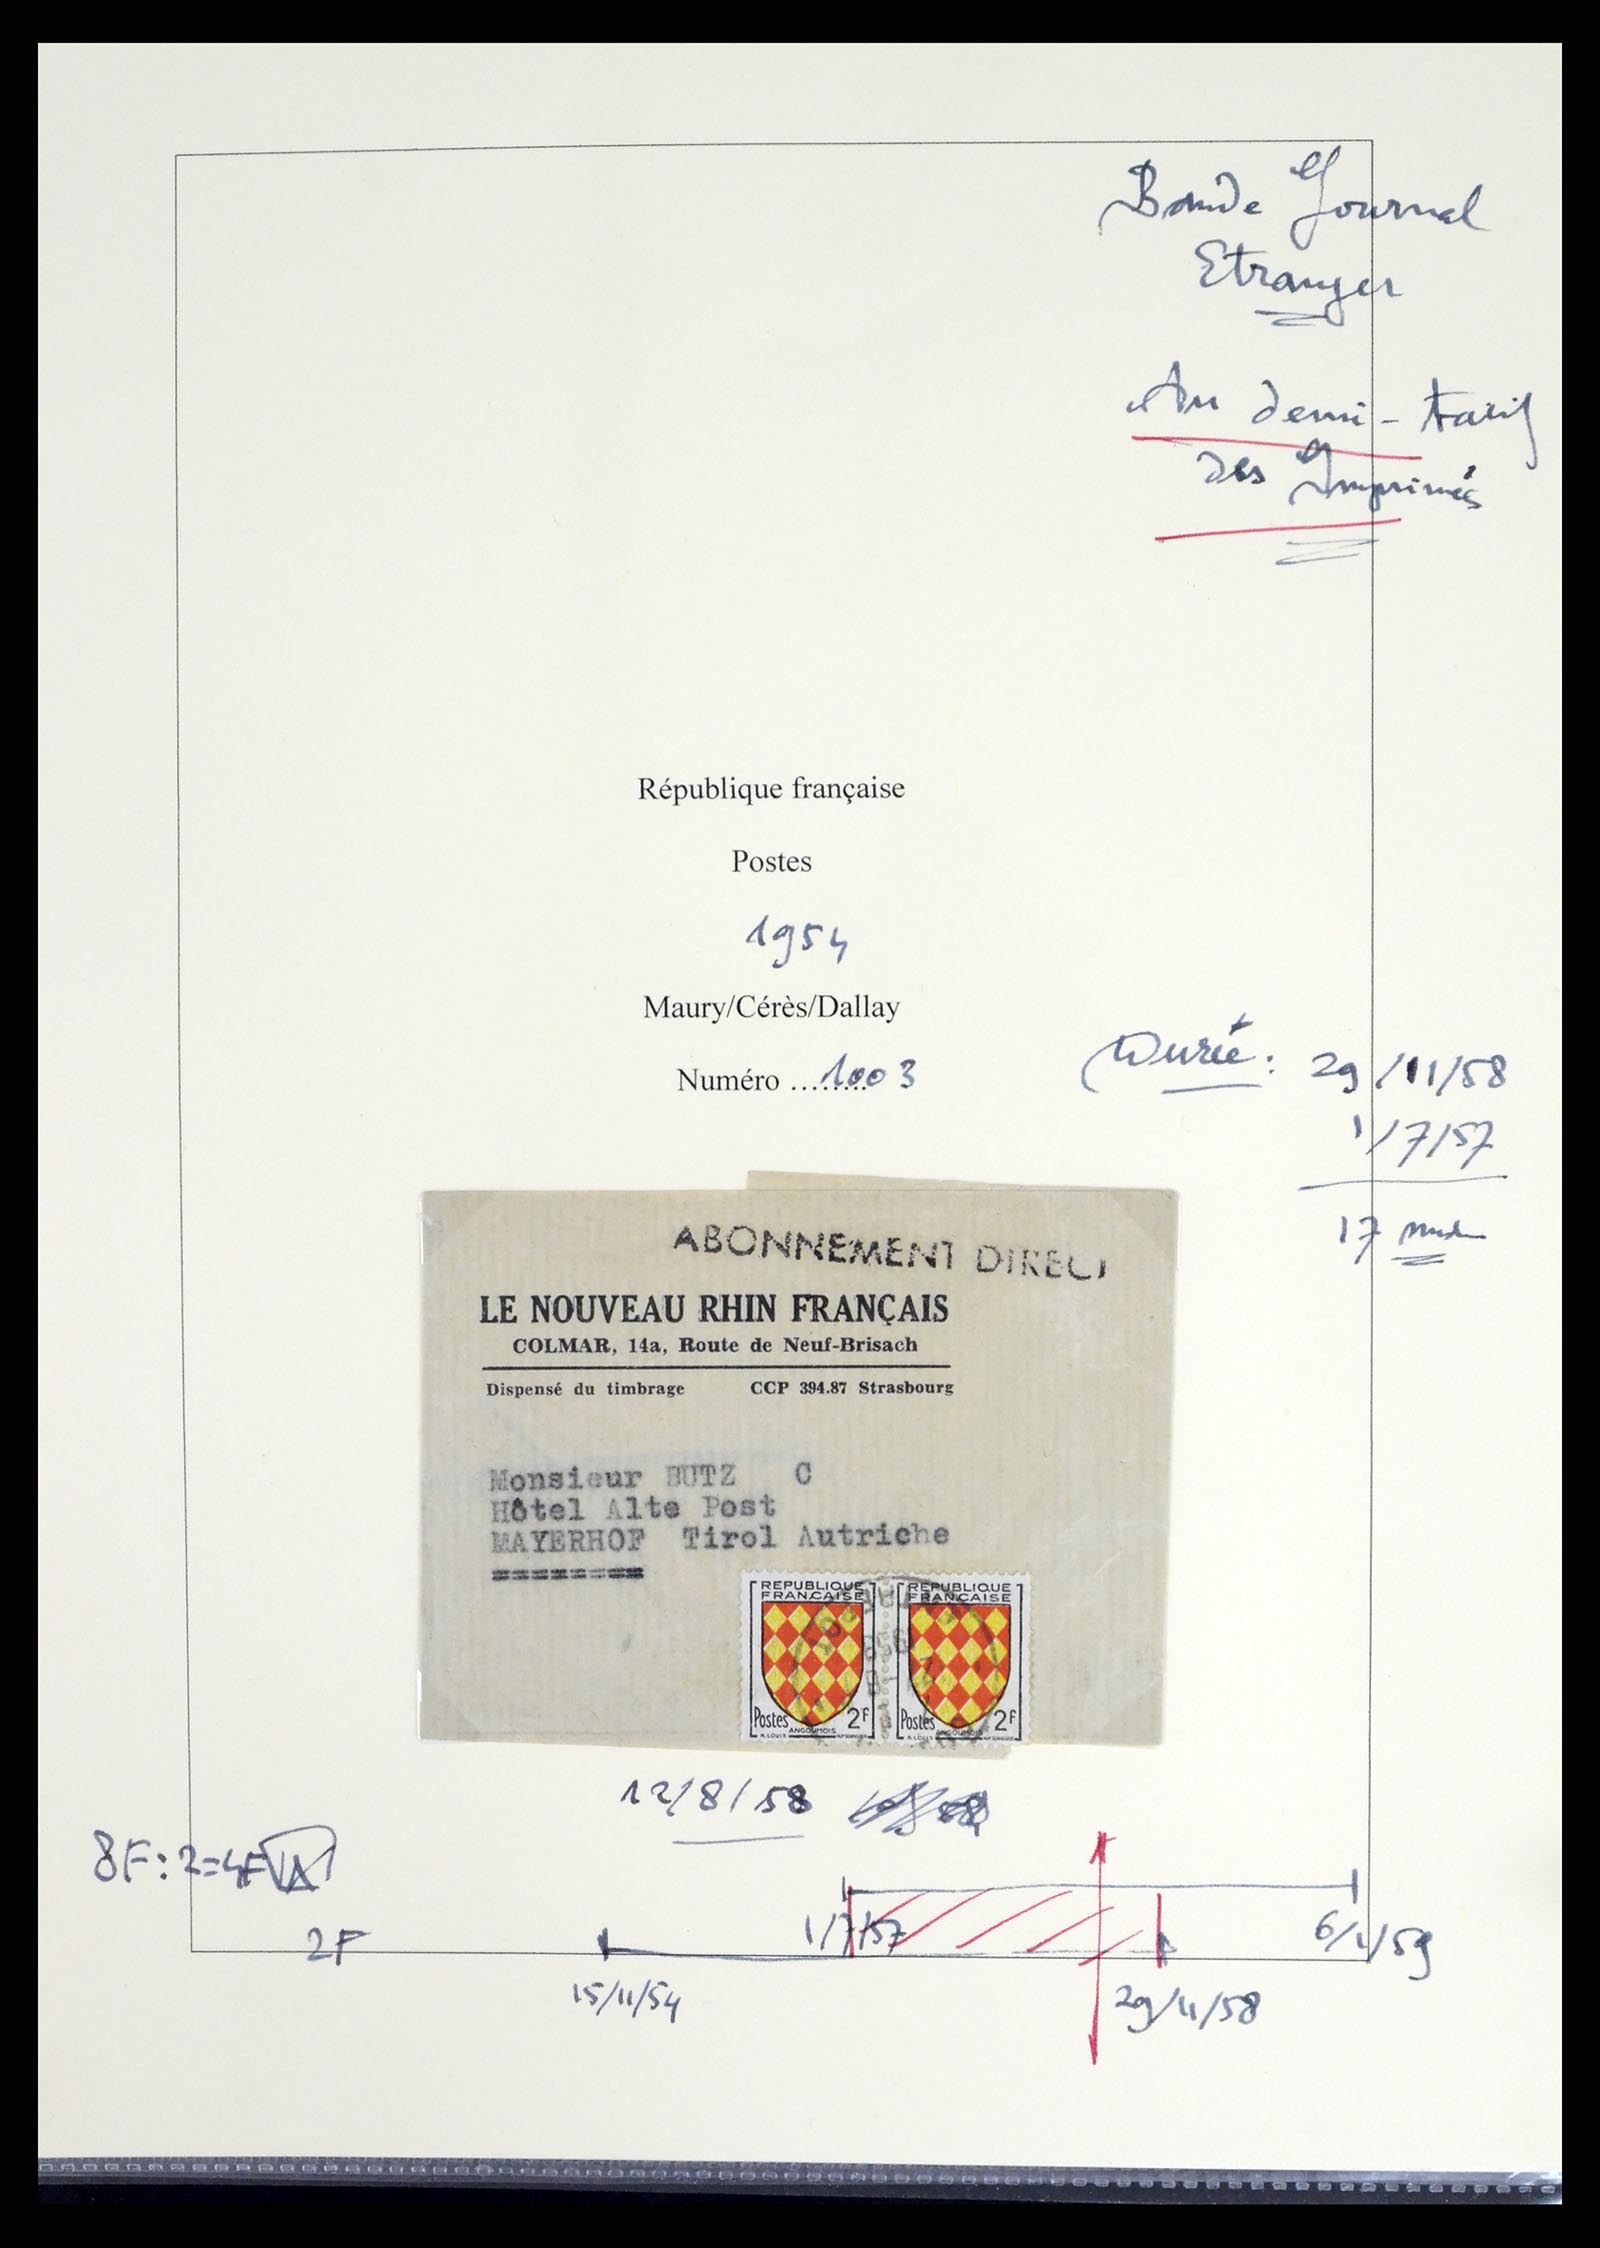 Bande Journal
Etranger
Au demi-tarif
des Imprimés
République française
Postes
1954
Maury/Cérès/Dallay
Numéro ........1003
Durée : 29/11/58
1/7/57
17 mois
ABONNEMENT DIRECT
LE NOUVEAU RHIN FRANÇAIS
COLMAR, 14a, Route de Neuf-Brisach
Dispensé du timbrage CCP 394.87 Strasbourg
Monsieur BUTZ C
Hôtel Alte Post
MAYERHOF Tirol Autriche
=========
REPUBLIQUE FRANÇAISE
Postes 2F
ANGOUMOIS
REPUBLIQUE FRANÇAISE
Postes 2F
ANGOUMOIS
12/8/58
8F:2=4F
1/7/57
6/1/59
2F
15/11/54
29/11/58